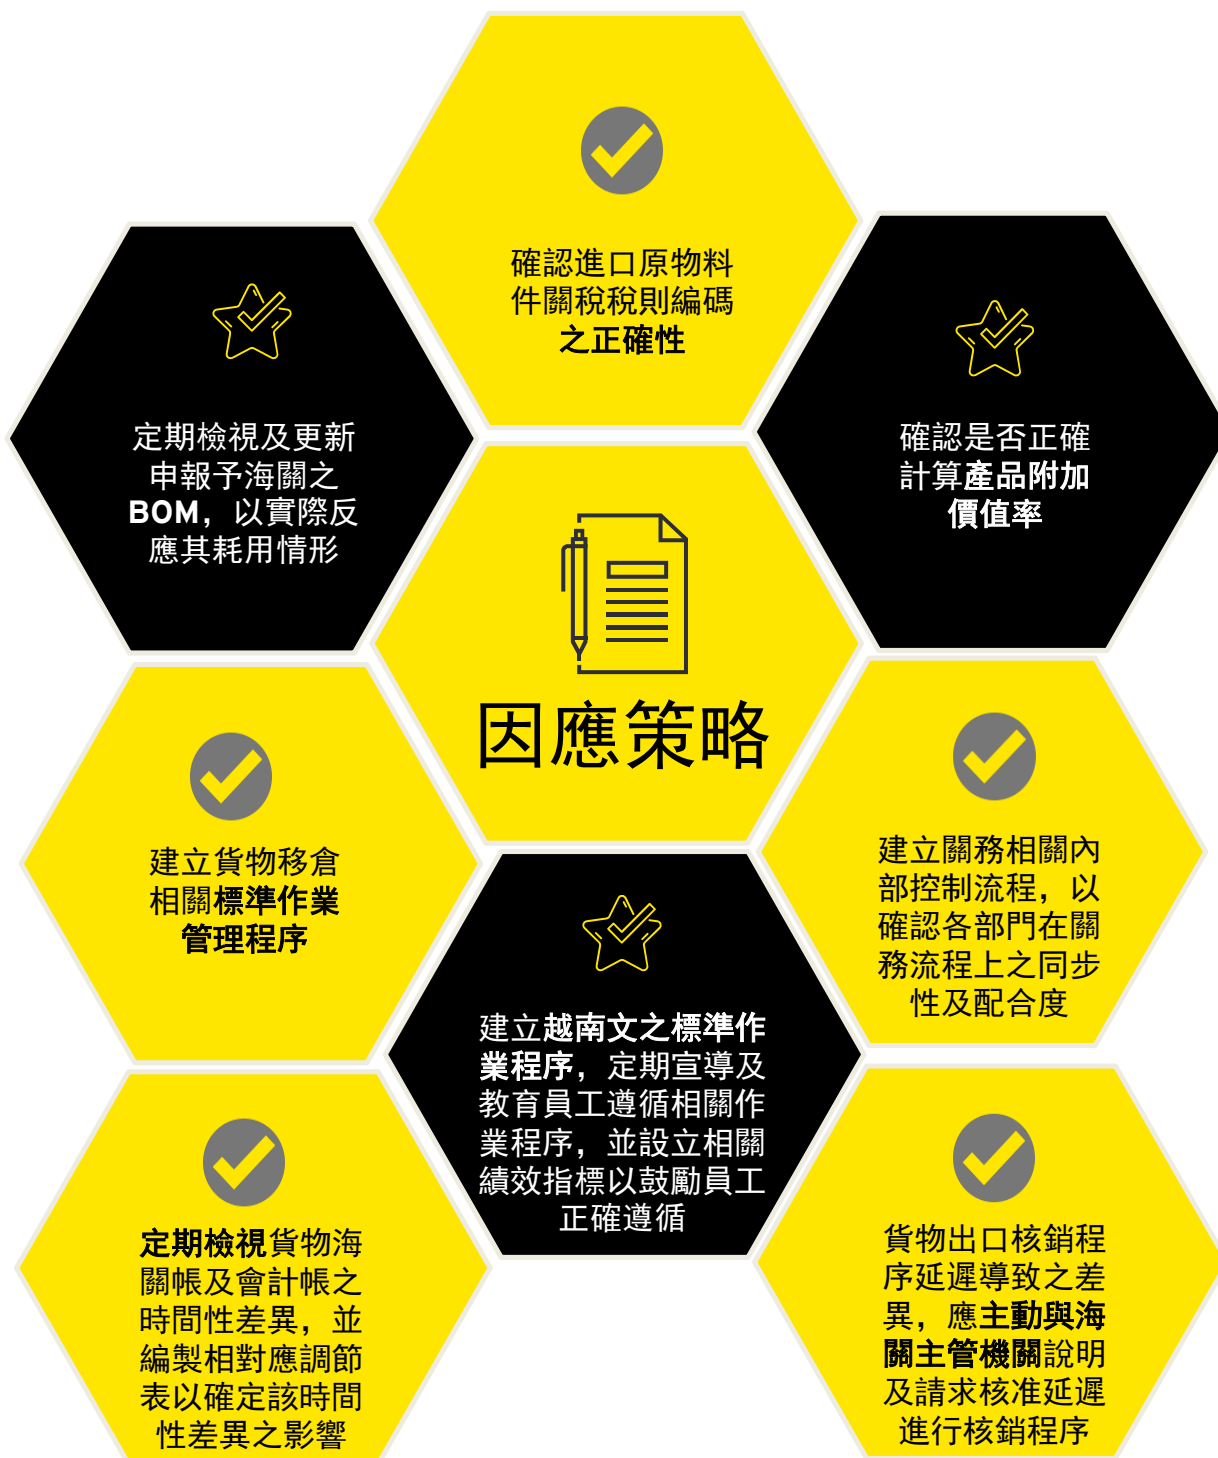 確認進口原物料
件關稅稅則編碼
之正確性
定期檢視及更新
申報予海關之
BOM，以實際反
應其耗用情形
確認是否正確
計算產品附加
價值率
因應策略
建立貨物移倉
相關標準作業
管理程序
建立關務相關內
部控制流程，以
確認各部門在關
務流程上之同步
性及配合度
建立越南文之標準作
業程序，定期宣導及
教育員工遵循相關作
業程序，並設立相關
績效指標以鼓勵員工
正確遵循
定期檢視貨物海
關帳及會計帳之
時間性差異，並
編製相對應調節
表以確定該時間
性差異之影響
貨物出口核銷程
序延遲導致之差
異，應主動與海
關主管機關說明
及請求核准延遲
進行核銷程序